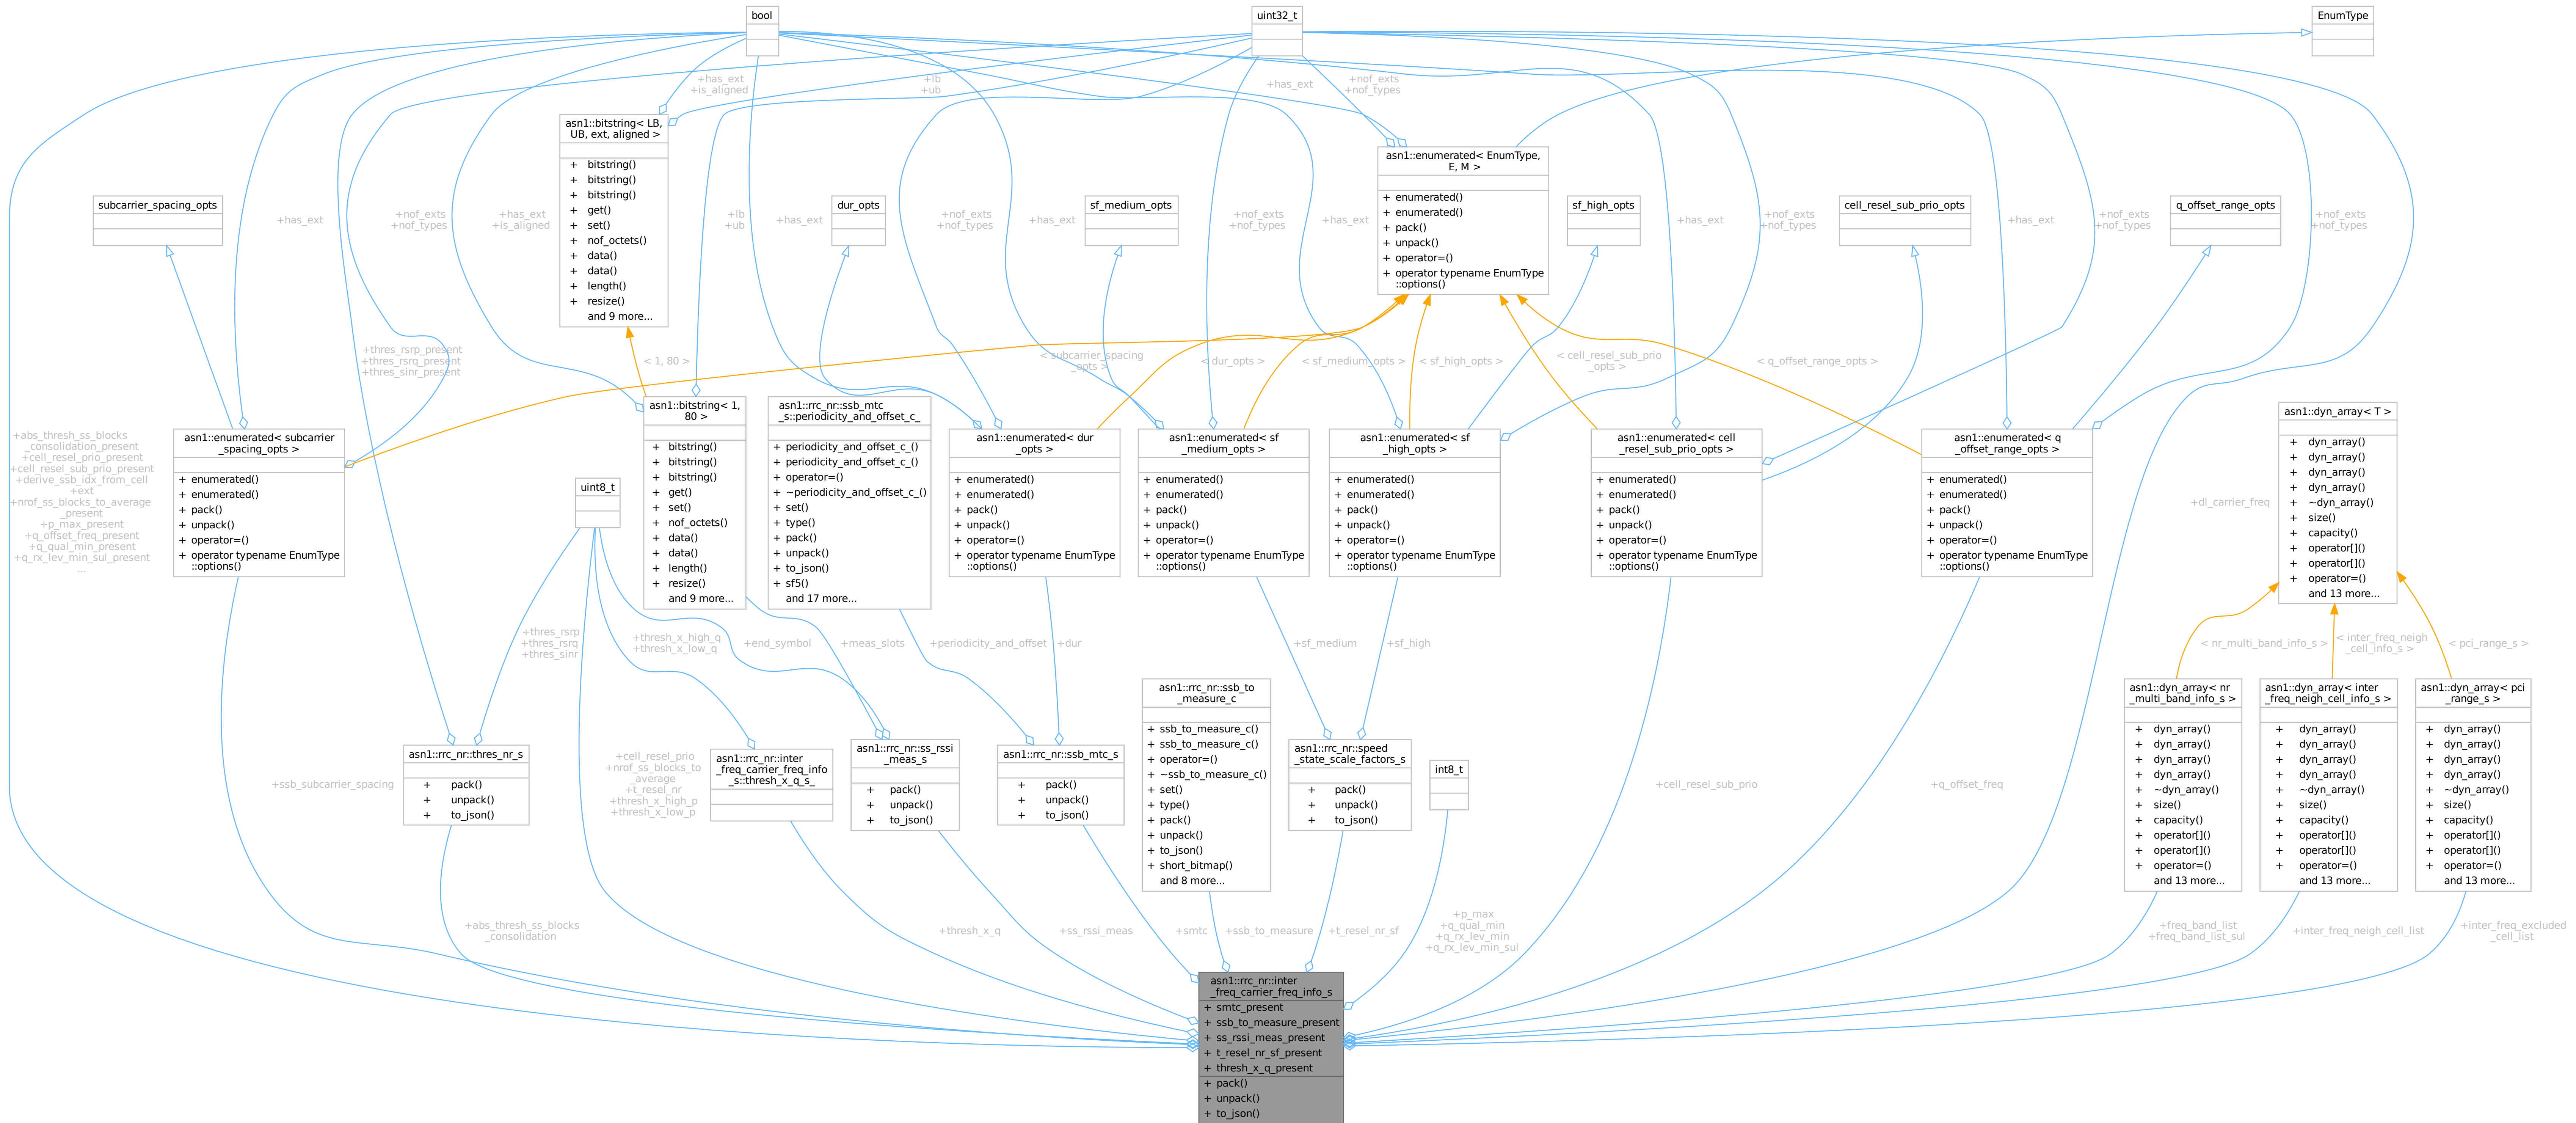 bool
uint32_t
EnumType
+has_ext
+is_aligned
+lb
+ub
+has_ext
+nof_exts
+nof_types
asn1::bitstring< LB,
UB, ext, aligned >
+ bitstring()
+ bitstring()
+ bitstring()
+ get()
+ set()
+ nof_octets()
+ data()
+ data()
+ length()
+ resize()
and 9 more...
asn1::enumerated< EnumType,
E, M >
+ enumerated()
+ enumerated()
+ pack()
+ unpack()
+ operator=()
+ operator typename EnumType
::options()
subcarrier_spacing_opts
dur_opts
sf_medium_opts
sf_high_opts
cell_resel_sub_prio_opts
q_offset_range_opts
+has_ext
+nof_exts
+nof_types
+has_ext
+is_aligned
+lb
+ub
+has_ext
+nof_exts
+nof_types
+has_ext
+nof_exts
+nof_types
+has_ext
+nof_exts
+nof_types
+has_ext
+nof_exts
+nof_types
+has_ext
+nof_exts
+nof_types
+thres_rsrp_present
+thres_rsrq_present
+thres_sinr_present
< 1, 80 >
< subcarrier_spacing
_opts >
< dur_opts >
< sf_medium_opts >
< sf_high_opts >
< cell_resel_sub_prio
_opts >
< q_offset_range_opts >
+abs_thresh_ss_blocks
_consolidation_present
+cell_resel_prio_present
+cell_resel_sub_prio_present
+derive_ssb_idx_from_cell
+ext
+nrof_ss_blocks_to_average
_present
+p_max_present
+q_offset_freq_present
+q_qual_min_present
+q_rx_lev_min_sul_present
...
asn1::enumerated< subcarrier
_spacing_opts >
+ enumerated()
+ enumerated()
+ pack()
+ unpack()
+ operator=()
+ operator typename EnumType
::options()
uint8_t
asn1::bitstring< 1,
80 >
+ bitstring()
+ bitstring()
+ bitstring()
+ get()
+ set()
+ nof_octets()
+ data()
+ data()
+ length()
+ resize()
and 9 more...
asn1::rrc_nr::ssb_mtc
_s::periodicity_and_offset_c_
+ periodicity_and_offset_c_()
+ periodicity_and_offset_c_()
+ operator=()
+ ~periodicity_and_offset_c_()
+ set()
+ type()
+ pack()
+ unpack()
+ to_json()
+ sf5()
and 17 more...
asn1::enumerated< dur
_opts >
+ enumerated()
+ enumerated()
+ pack()
+ unpack()
+ operator=()
+ operator typename EnumType
::options()
asn1::enumerated< sf
_medium_opts >
+ enumerated()
+ enumerated()
+ pack()
+ unpack()
+ operator=()
+ operator typename EnumType
::options()
asn1::enumerated< sf
_high_opts >
+ enumerated()
+ enumerated()
+ pack()
+ unpack()
+ operator=()
+ operator typename EnumType
::options()
asn1::enumerated< cell
_resel_sub_prio_opts >
+ enumerated()
+ enumerated()
+ pack()
+ unpack()
+ operator=()
+ operator typename EnumType
::options()
asn1::enumerated< q
_offset_range_opts >
+ enumerated()
+ enumerated()
+ pack()
+ unpack()
+ operator=()
+ operator typename EnumType
::options()
+dl_carrier_freq
asn1::dyn_array< T >
+ dyn_array()
+ dyn_array()
+ dyn_array()
+ dyn_array()
+ ~dyn_array()
+ size()
+ capacity()
+ operator[]()
+ operator[]()
+ operator=()
and 13 more...
+thres_rsrp
+thres_rsrq
+thres_sinr
+thresh_x_high_q
+thresh_x_low_q
+end_symbol
+meas_slots
+periodicity_and_offset
+dur
+sf_medium
+sf_high
< nr_multi_band_info_s >
< inter_freq_neigh
_cell_info_s >
< pci_range_s >
+ssb_subcarrier_spacing
asn1::rrc_nr::thres_nr_s
+ pack()
+ unpack()
+ to_json()
+cell_resel_prio
+nrof_ss_blocks_to
_average
+t_resel_nr
+thresh_x_high_p
+thresh_x_low_p
asn1::rrc_nr::inter
_freq_carrier_freq_info
_s::thresh_x_q_s_
asn1::rrc_nr::ss_rssi
_meas_s
+ pack()
+ unpack()
+ to_json()
asn1::rrc_nr::ssb_mtc_s
+ pack()
+ unpack()
+ to_json()
asn1::rrc_nr::ssb_to
_measure_c
+ ssb_to_measure_c()
+ ssb_to_measure_c()
+ operator=()
+ ~ssb_to_measure_c()
+ set()
+ type()
+ pack()
+ unpack()
+ to_json()
+ short_bitmap()
and 8 more...
asn1::rrc_nr::speed
_state_scale_factors_s
+ pack()
+ unpack()
+ to_json()
int8_t
+cell_resel_sub_prio
+q_offset_freq
asn1::dyn_array< nr
_multi_band_info_s >
+ dyn_array()
+ dyn_array()
+ dyn_array()
+ dyn_array()
+ ~dyn_array()
+ size()
+ capacity()
+ operator[]()
+ operator[]()
+ operator=()
and 13 more...
asn1::dyn_array< inter
_freq_neigh_cell_info_s >
+ dyn_array()
+ dyn_array()
+ dyn_array()
+ dyn_array()
+ ~dyn_array()
+ size()
+ capacity()
+ operator[]()
+ operator[]()
+ operator=()
and 13 more...
asn1::dyn_array< pci
_range_s >
+ dyn_array()
+ dyn_array()
+ dyn_array()
+ dyn_array()
+ ~dyn_array()
+ size()
+ capacity()
+ operator[]()
+ operator[]()
+ operator=()
and 13 more...
+abs_thresh_ss_blocks
_consolidation
+thresh_x_q
+ss_rssi_meas
+smtc
+ssb_to_measure
+t_resel_nr_sf
+p_max
+q_qual_min
+q_rx_lev_min
+q_rx_lev_min_sul
+freq_band_list
+freq_band_list_sul
+inter_freq_neigh_cell_list
+inter_freq_excluded
_cell_list
asn1::rrc_nr::inter
_freq_carrier_freq_info_s
+ smtc_present
+ ssb_to_measure_present
+ ss_rssi_meas_present
+ t_resel_nr_sf_present
+ thresh_x_q_present
+ pack()
+ unpack()
+ to_json()